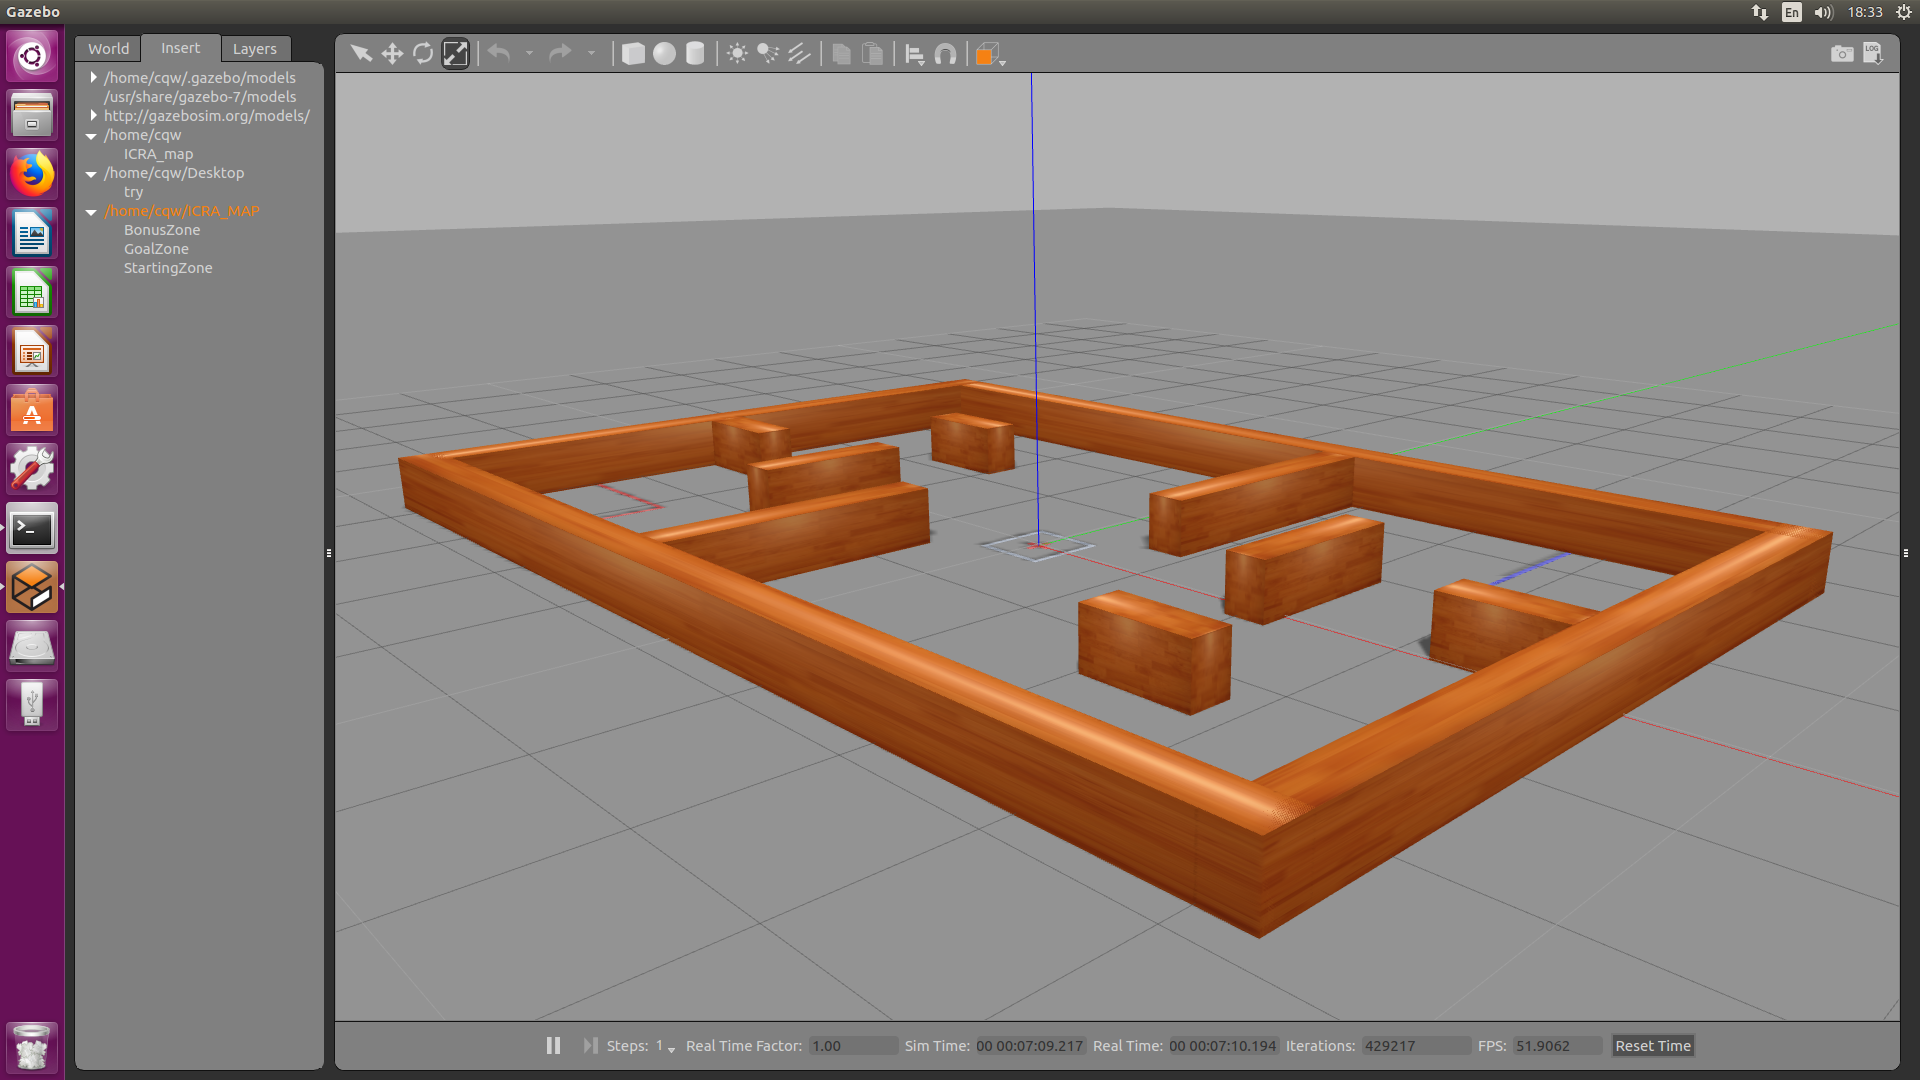 Gazebo
En
18:33
World Insert Layers
LOG
/home/cqw/.gazebo/models
/usr/share/gazebo-7/models
http://gazebosim.org/models/
/home/cqw
ICRA_map
/home/cqw/Desktop
try
/home/cqw/ICRA_MAP
BonusZone
GoalZone
StartingZone
Steps: 1 Real Time Factor: 1.00 Sim Time: 00 00:07:09.217 Real Time: 00 00:07:10.194 Iterations: 429217 FPS: 51.9062 Reset Time